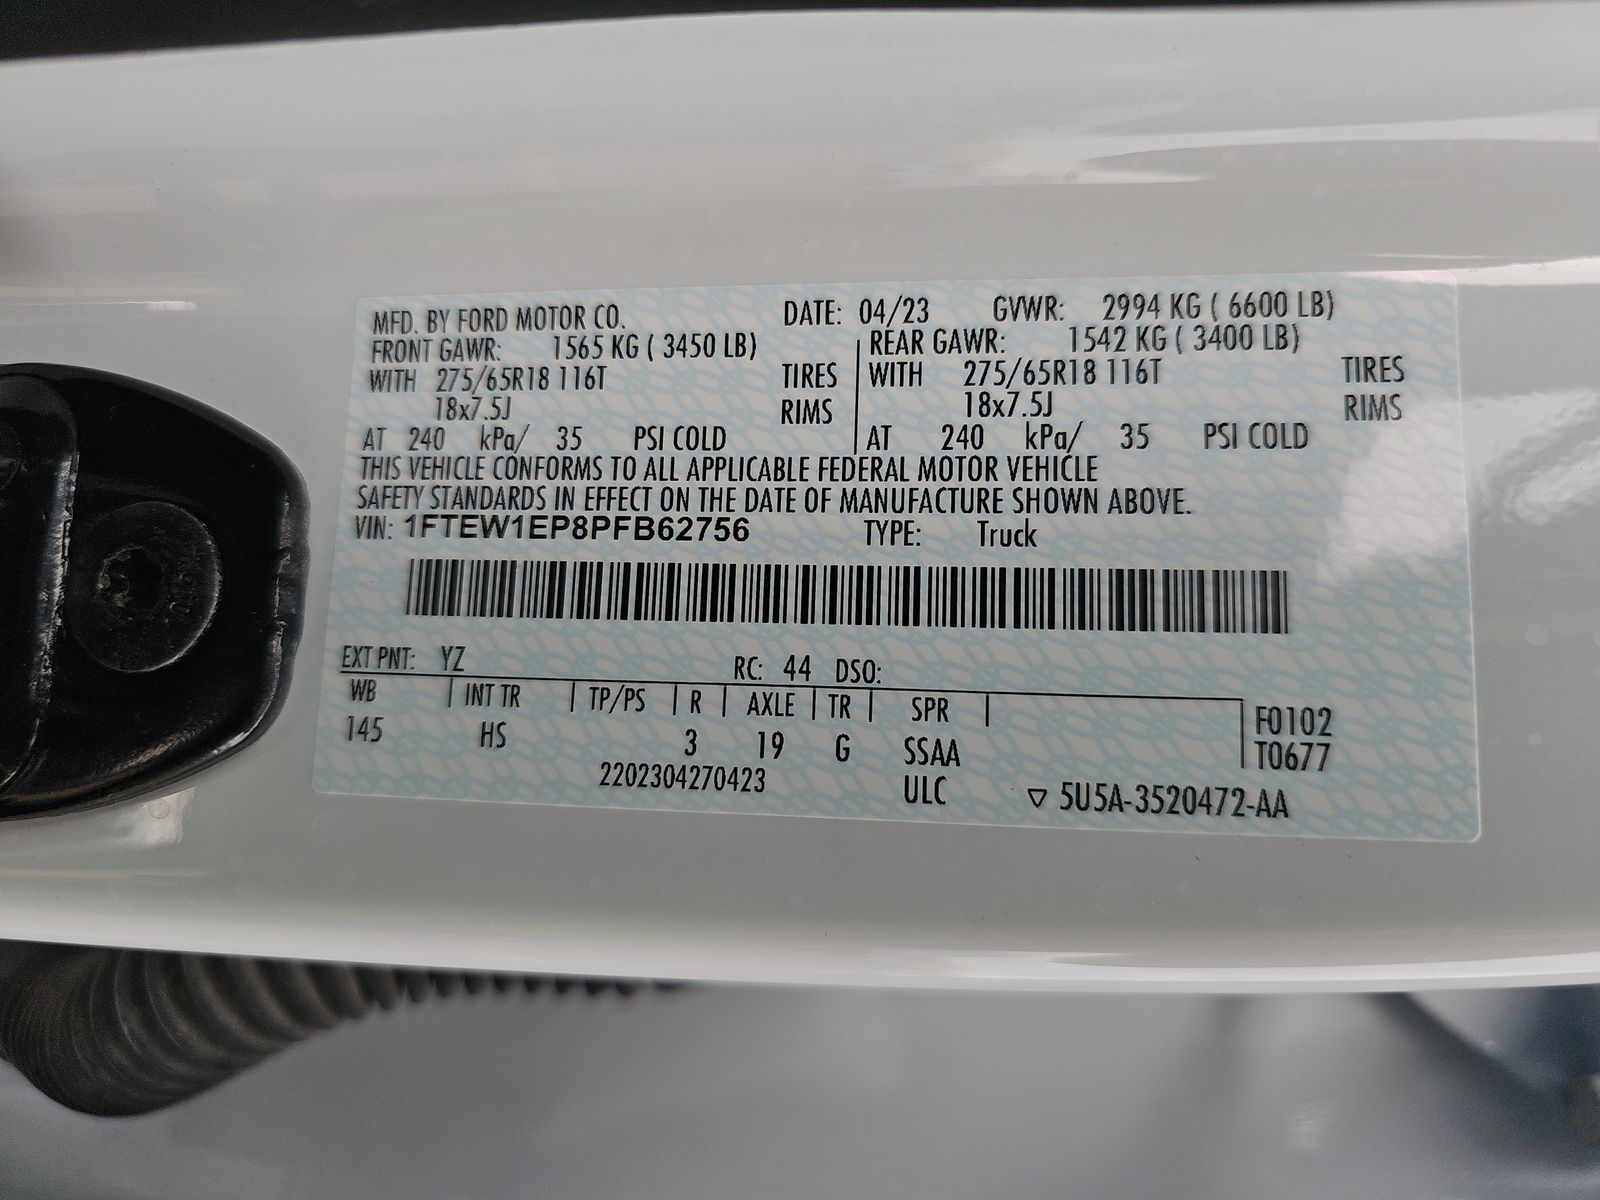 MFD. BY FORD MOTOR CO. DATE: 04/23 GVWR: 2994 KG ( 6600 LB)
FRONT GAWR: 1565 KG ( 3450 LB) REAR GAWR: 1542 KG ( 3400 LB)
WITH 275/65R18 116T TIRES WITH 275/65R18 116T TIRES
18x7.5J RIMS 18x7.5J RIMS
AT 240 kPa/ 35 PSI COLD AT 240 kPa/ 35 PSI COLD
THIS VEHICLE CONFORMS TO ALL APPLICABLE FEDERAL MOTOR VEHICLE
SAFETY STANDARDS IN EFFECT ON THE DATE OF MANUFACTURE SHOWN ABOVE.
VIN: 1FTEW1EP8PFB62756 TYPE: Truck
EXT PNT: YZ RC: 44 DSO:
WB | INT TR | TP/PS | R | AXLE | TR | SPR | F0102
145 HS 3 19 G SSAA T0677
2202304270423 ULC ▽ 5U5A-3520472-AA